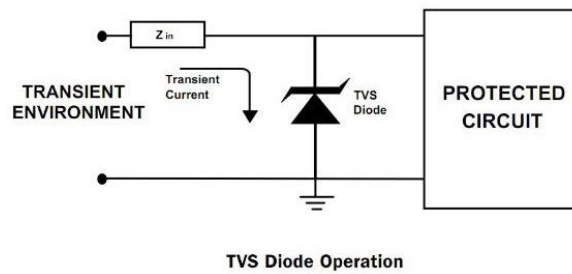 Z in
TRANSIENT
ENVIRONMENT
Transient
Current
TVS
Diode
PROTECTED
CIRCUIT
TVS Diode Operation